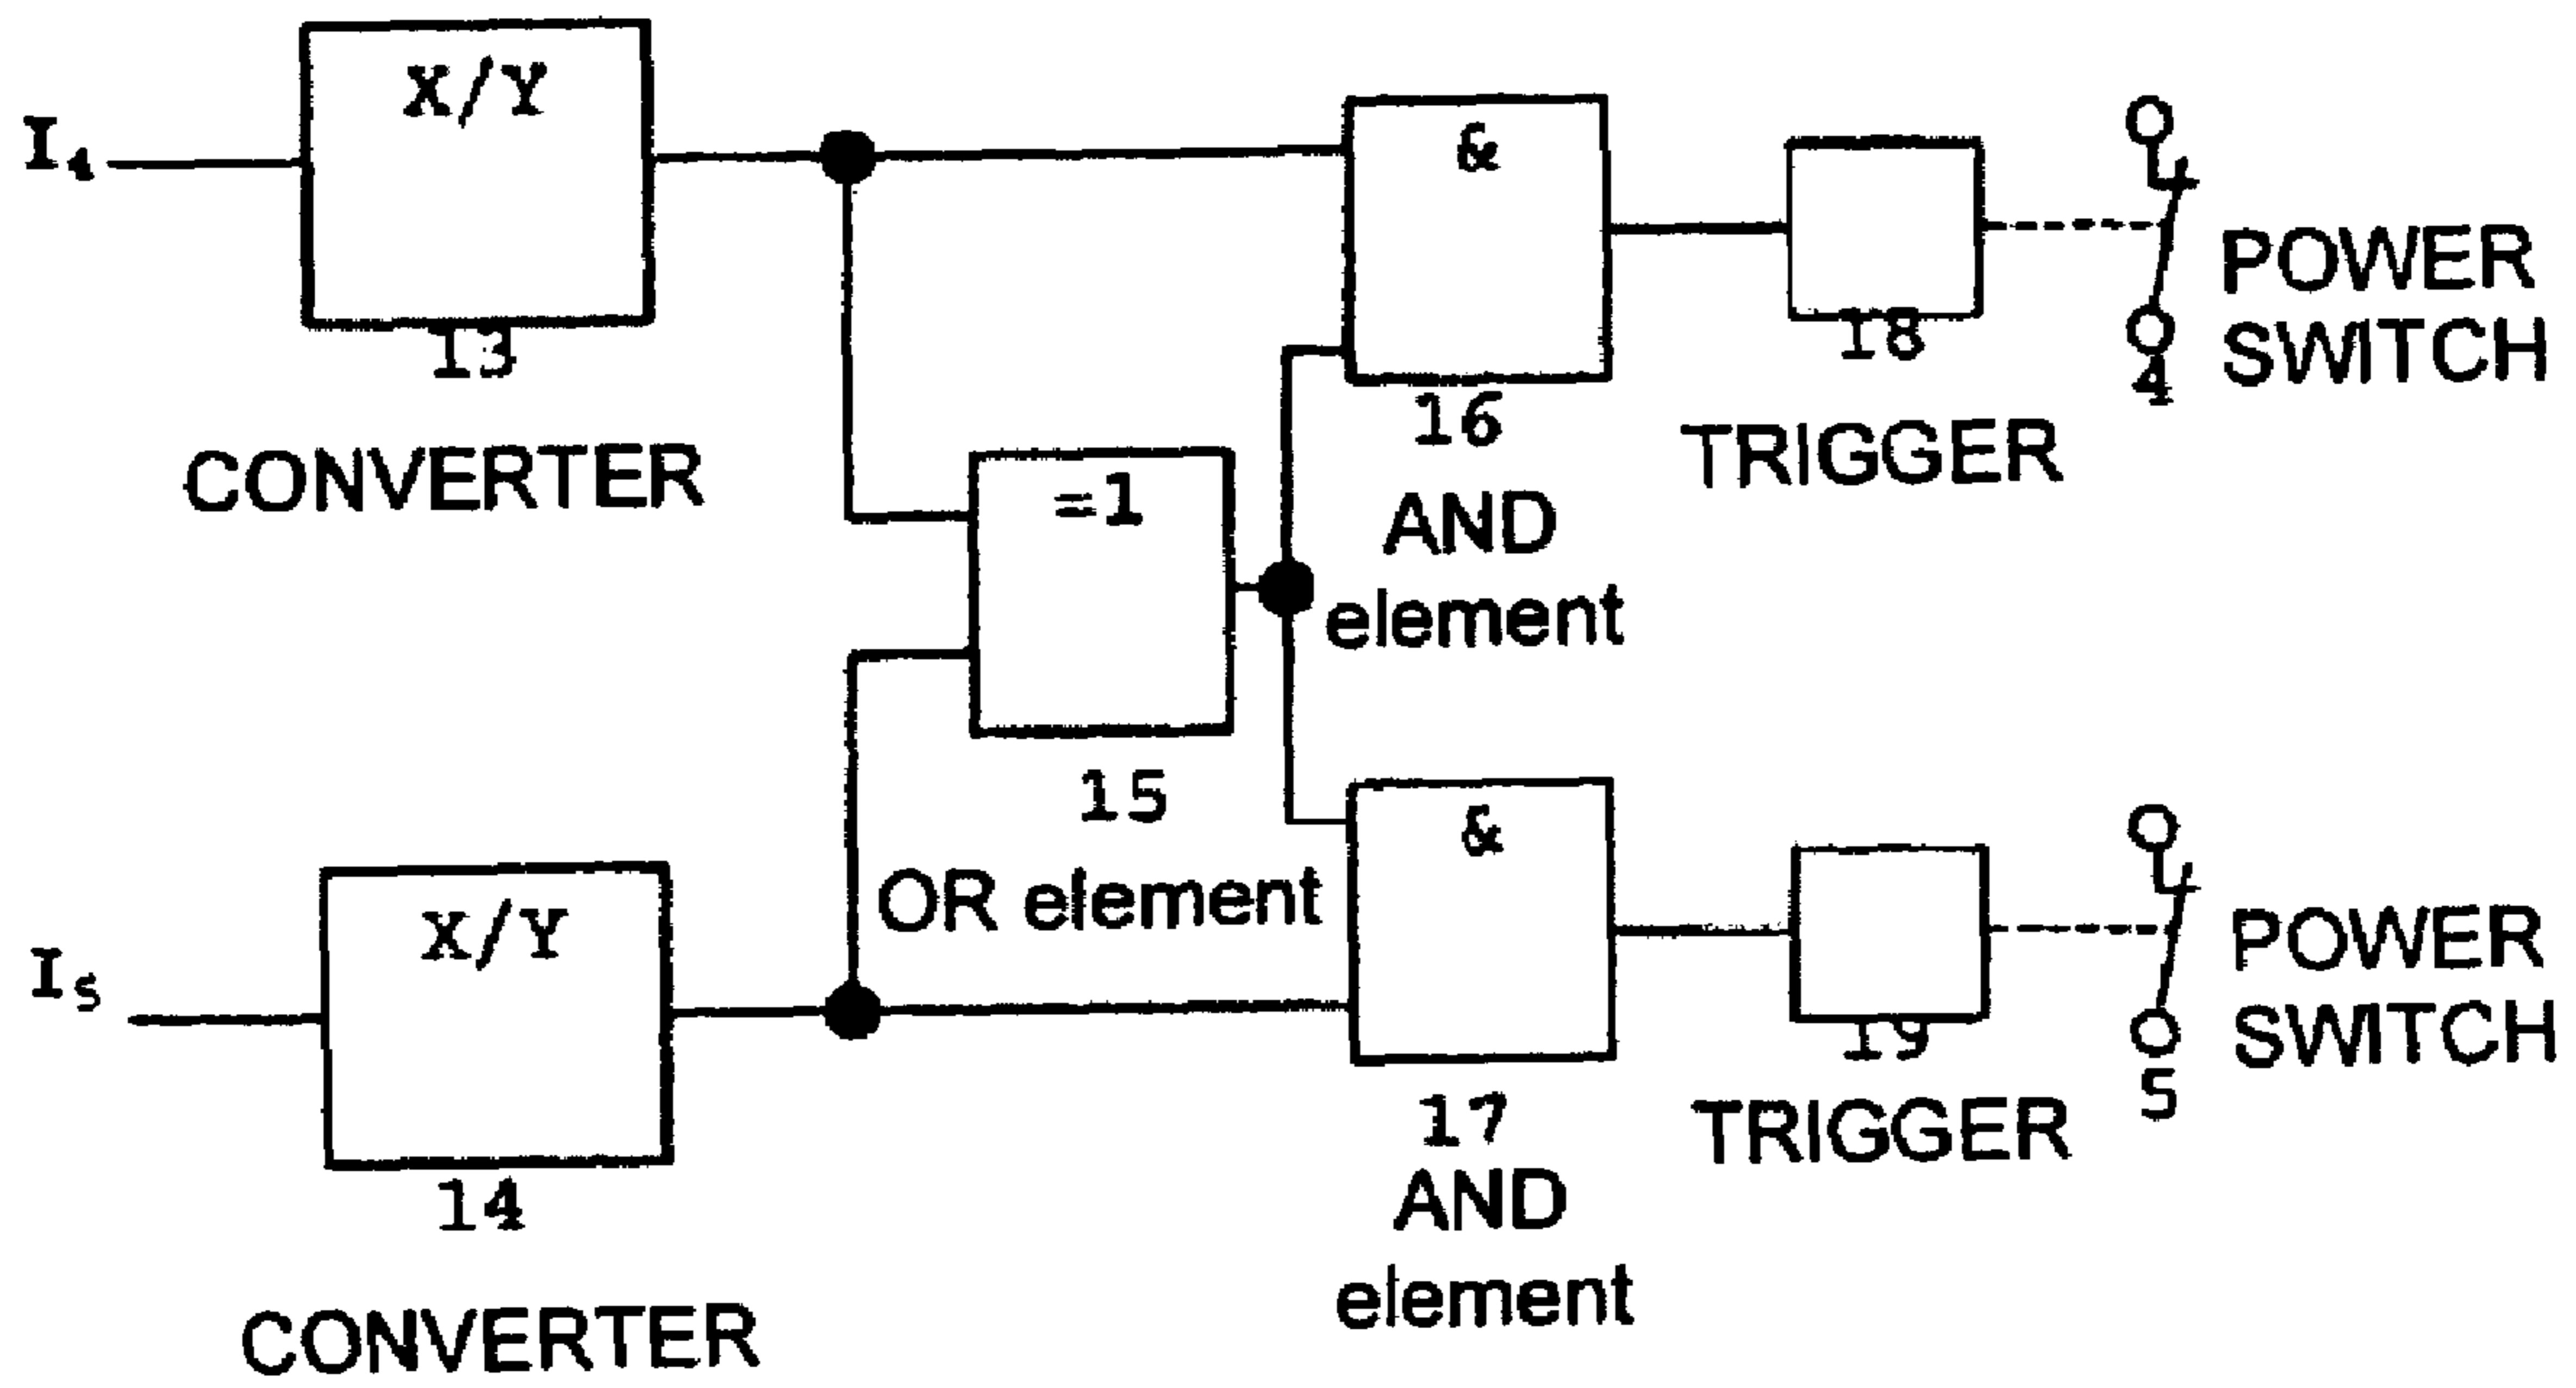 I4
X/Y
13
CONVERTER
&
16
AND
element
18
TRIGGER
4
POWER
SWITCH
=1
15
OR element
I5
X/Y
14
CONVERTER
&
17
AND
element
19
TRIGGER
5
POWER
SWITCH